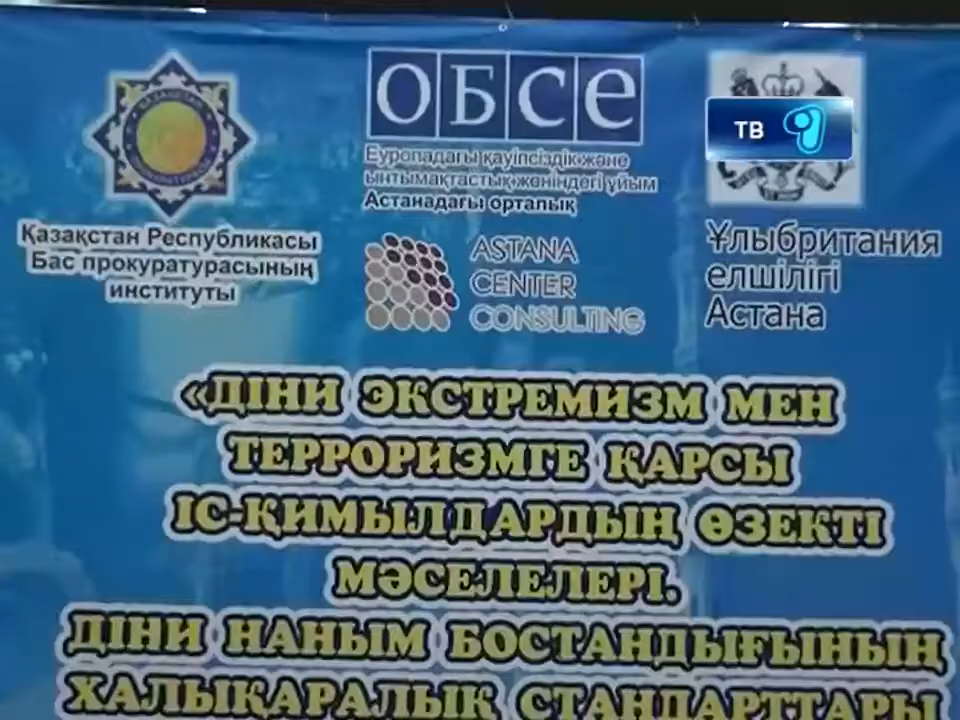 ОБСЕ
Еуропадағы қауіпсіздік және
ынтымақтастық жөніндегі ұйым
Астанадағы орталық
ТВ
Қазақстан Республикасы
Бас прокуратурасының
институты
ASTANA
CENTER
CONSULTING
Ұлыбритания
елшілігі
Астана
«ДІНИ ЭКСТРЕМИЗМ МЕН
ТЕРРОРИЗМГЕ ҚАРСЫ
ІС-ҚИМЫЛДАРДЫҢ ӨЗЕКТІ
МӘСЕЛЕЛЕРІ.
ДІНИ НАНЫМ БОСТАНДЫҒЫНЫҢ
ХАЛЫҚАРАЛЫҚ СТАНДАРТТАРЫ